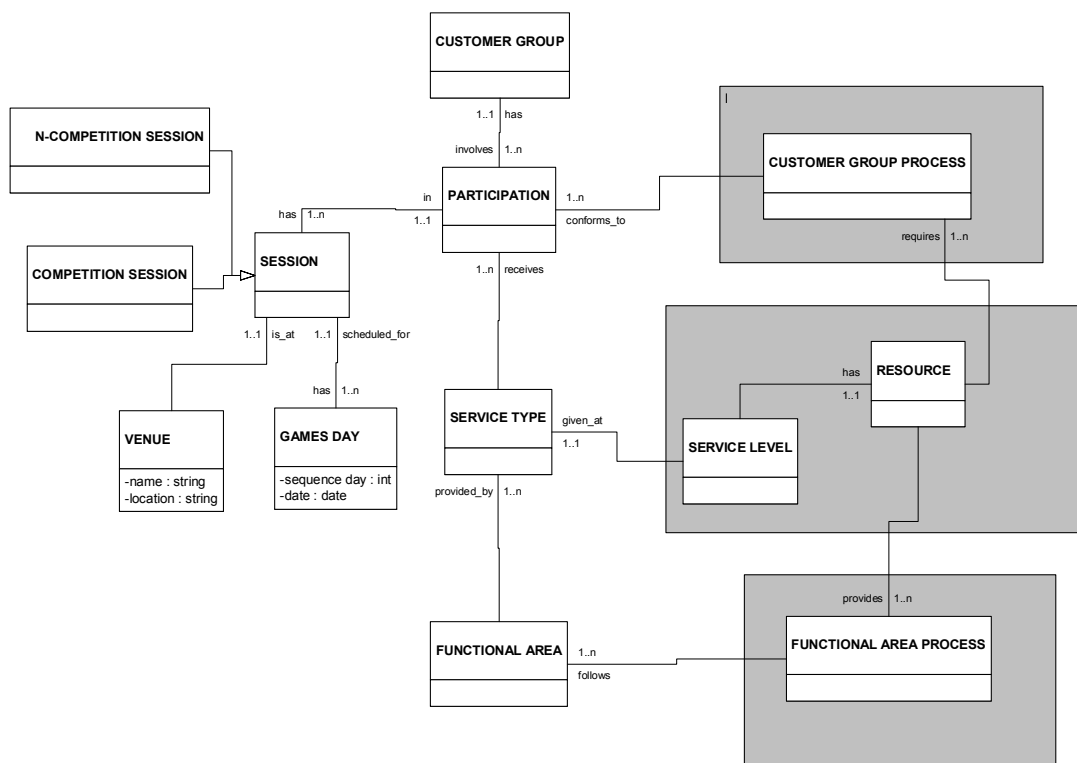 CUSTOMER GROUP
1..1 has
involves 1..n
N-COMPETITION SESSION
l
CUSTOMER GROUP PROCESS
requires 1..n
PARTICIPATION
in
1..1
1..n
conforms_to
1..n receives
has 1..n
SESSION
COMPETITION SESSION
1..1 is_at
1..1 scheduled_for
has 1..n
VENUE
-name : string
-location : string
GAMES DAY
-sequence day : int
-date : date
SERVICE TYPE
given_at
1..1
provided_by 1..n
has
1..1
RESOURCE
SERVICE LEVEL
provides 1..n
FUNCTIONAL AREA
1..n
follows
FUNCTIONAL AREA PROCESS